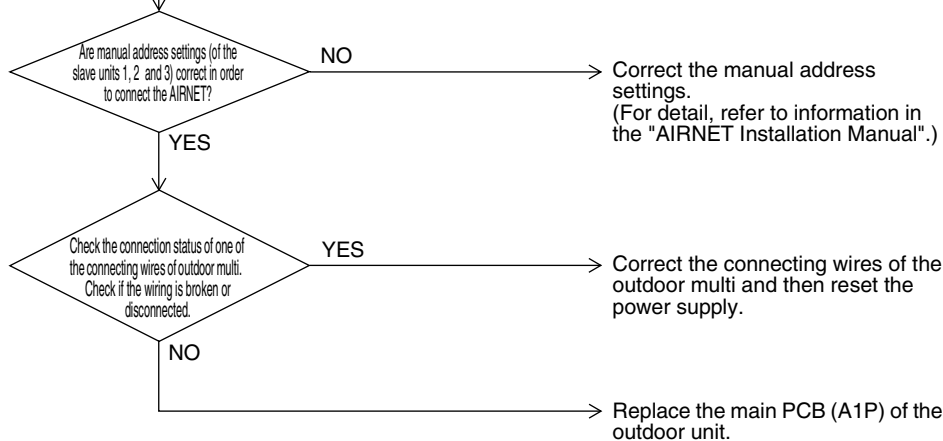 Are manual address settings (of the
slave units 1, 2 and 3) correct in order
to connect the AIRNET?
NO
Correct the manual address
settings.
(For detail, refer to information in
the "AIRNET Installation Manual".)
YES
Check the connection status of one of
the connecting wires of outdoor multi.
Check if the wiring is broken or
disconnected.
YES
Correct the connecting wires of the
outdoor multi and then reset the
power supply.
NO
Replace the main PCB (A1P) of the
outdoor unit.